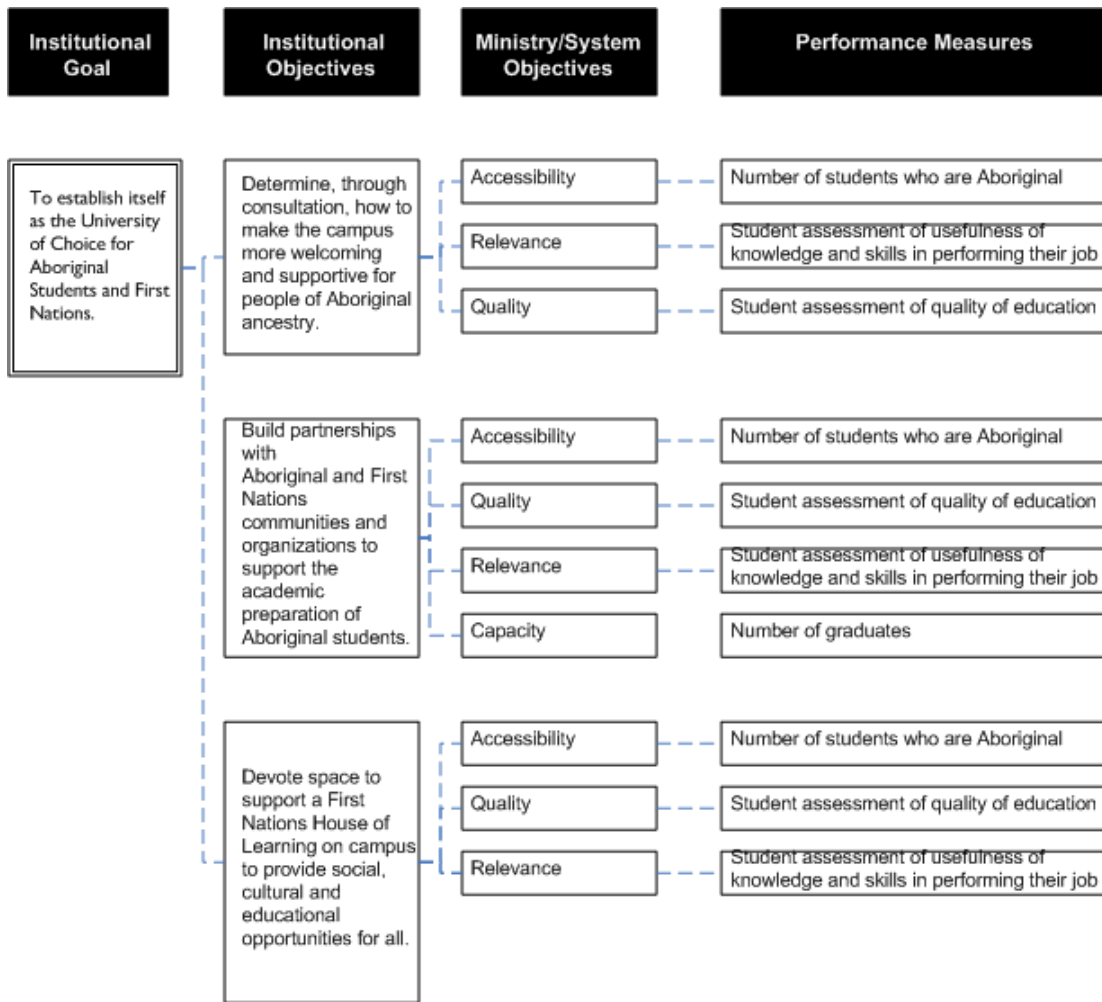 Institutional
Goal
Institutional
Objectives
Ministry/System
Objectives
Performance Measures
To establish itself
as the University
of Choice for
Aboriginal
Students and First
Nations.
Determine, through
consultation, how to
make the campus
more welcoming
and supportive for
people of Aboriginal
ancestry.
Accessibility
Number of students who are Aboriginal
Relevance
Student assessment of usefulness of
knowledge and skills in performing their job
Quality
Student assessment of quality of education
Build partnerships
with
Aboriginal and First
Nations
communities and
organizations to
support the
academic
preparation of
Aboriginal students.
Accessibility
Number of students who are Aboriginal
Quality
Student assessment of quality of education
Relevance
Student assessment of usefulness of
knowledge and skills in performing their job
Capacity
Number of graduates
Devote space to
support a First
Nations House of
Learning on campus
to provide social,
cultural and
educational
opportunities for all.
Accessibility
Number of students who are Aboriginal
Quality
Student assessment of quality of education
Relevance
Student assessment of usefulness of
knowledge and skills in performing their job